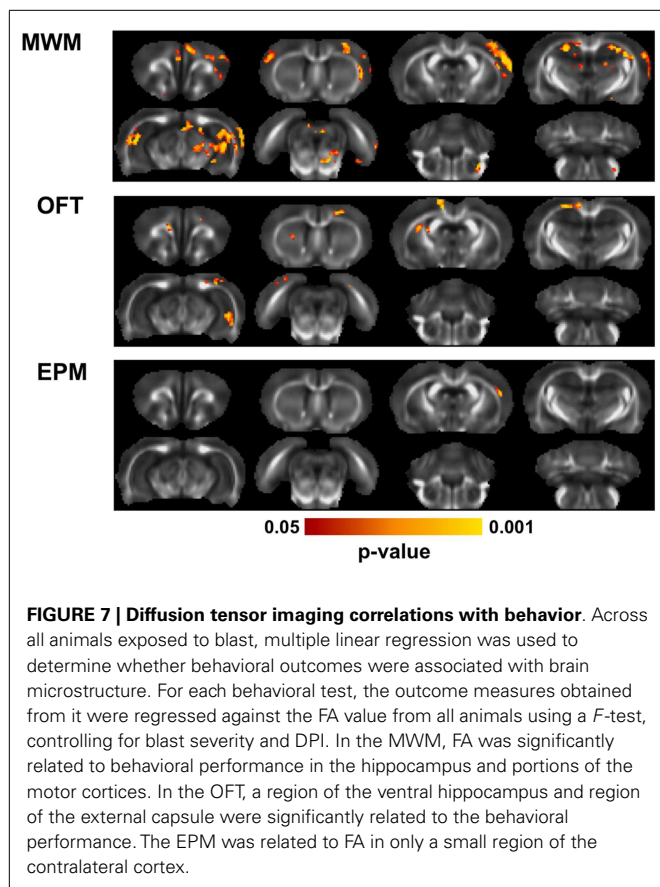 MWM
OFT
EPM
0.05 0.001
p-value
FIGURE 7 | Diffusion tensor imaging correlations with behavior. Across
all animals exposed to blast, multiple linear regression was used to
determine whether behavioral outcomes were associated with brain
microstructure. For each behavioral test, the outcome measures obtained
from it were regressed against the FA value from all animals using a F-test,
controlling for blast severity and DPI. In the MWM, FA was significantly
related to behavioral performance in the hippocampus and portions of the
motor cortices. In the OFT, a region of the ventral hippocampus and region
of the external capsule were significantly related to the behavioral
performance. The EPM was related to FA in only a small region of the
contralateral cortex.